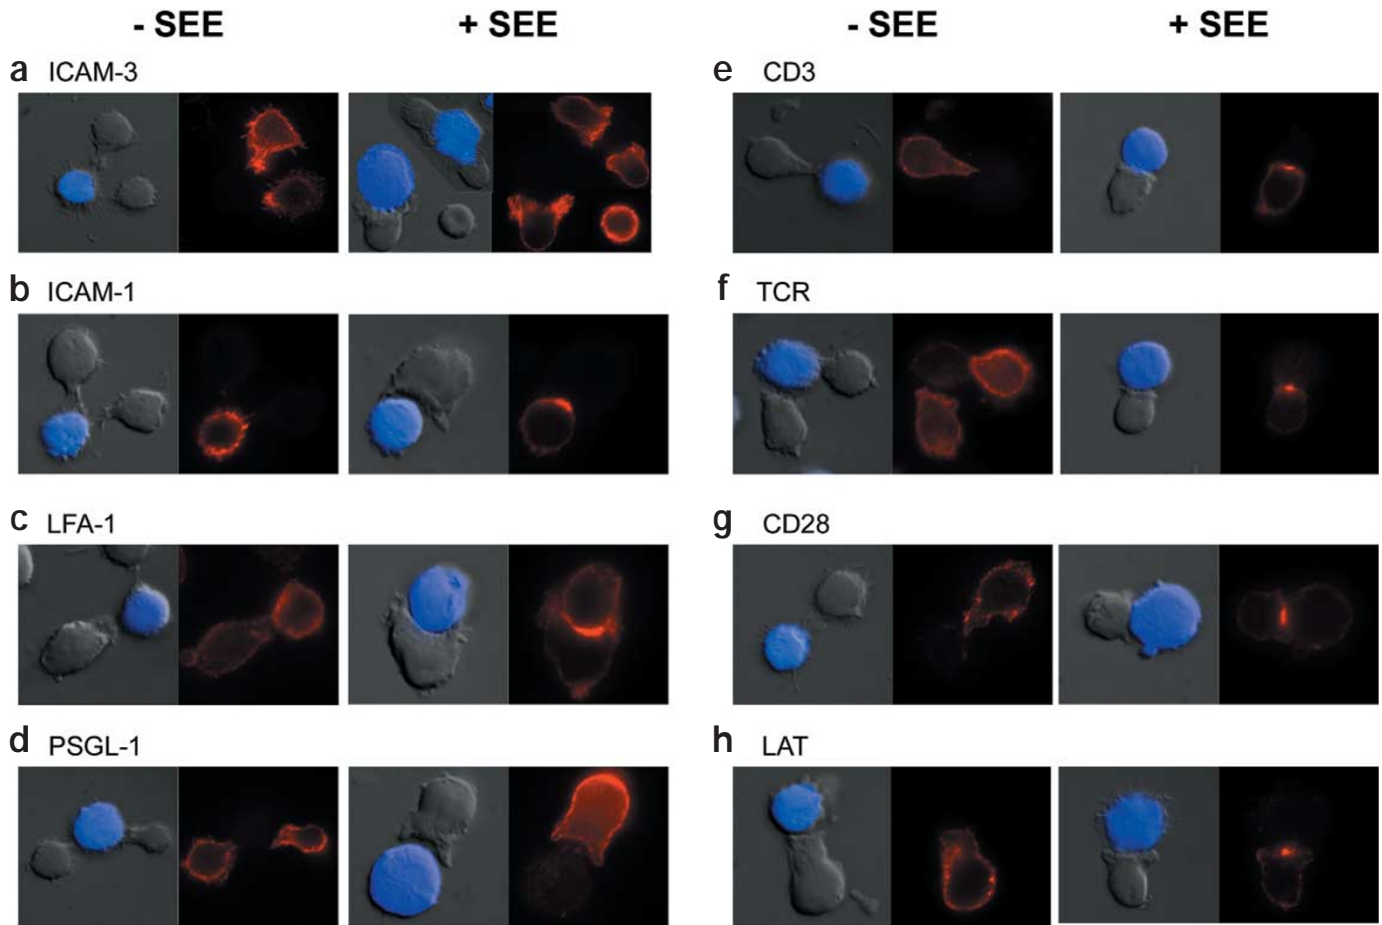 - SEE + SEE - SEE + SEE
a ICAM-3
b ICAM-1
c LFA-1
d PSGL-1
e CD3
f TCR
g CD28
h LAT